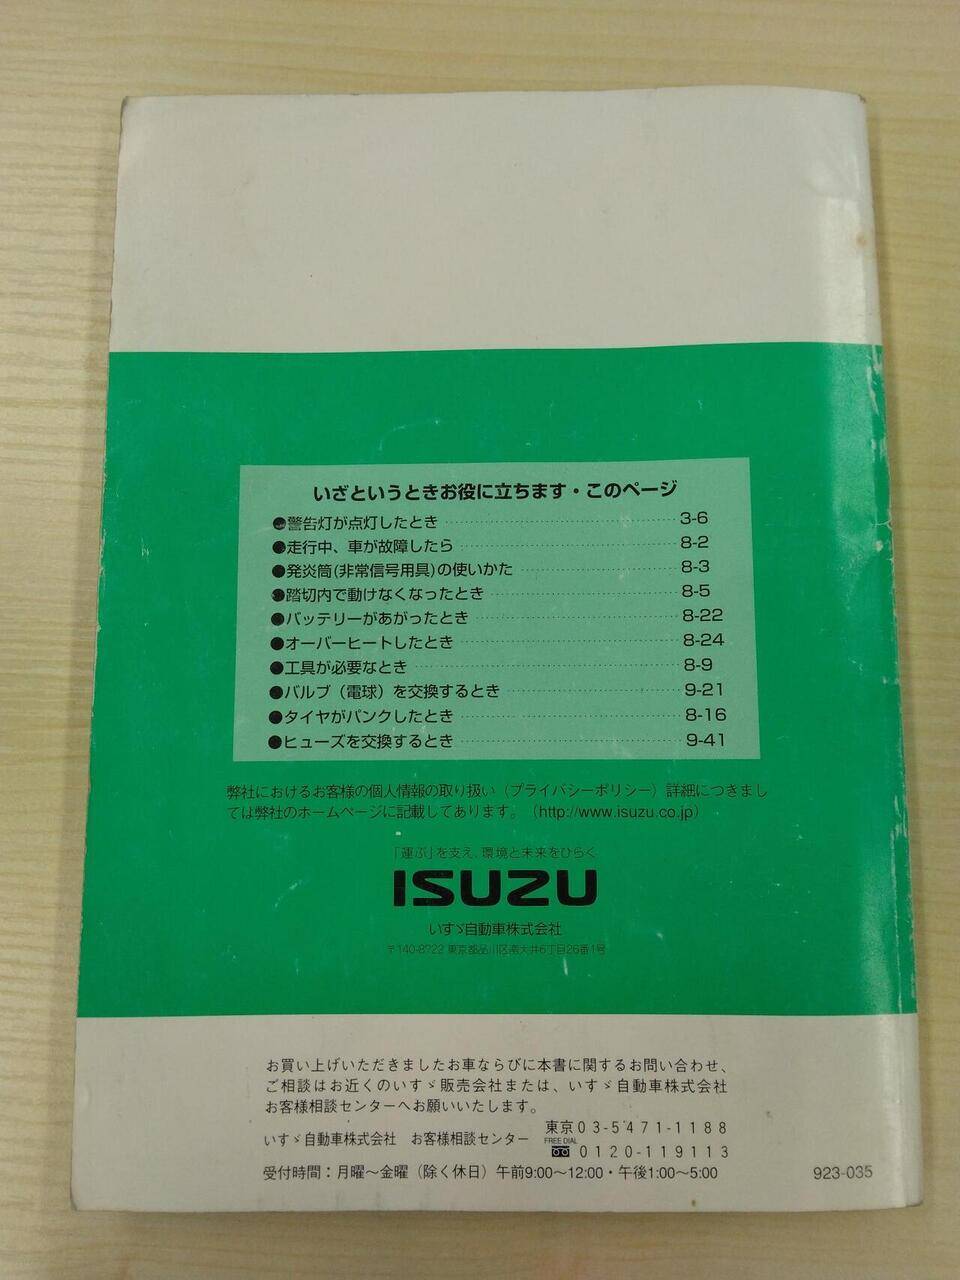 いざというときお役に立ちます・このページ
●警告灯が点灯したとき 3-6
●走行中、車が故障したら 8-2
●発炎筒(非常信号用具)の使いかた 8-3
●踏切内で動けなくなったとき 8-5
●バッテリーがあがったとき 8-22
●オーバーヒートしたとき 8-24
●工具が必要なとき 8-9
●バルブ（電球）を交換するとき 9-21
●タイヤがパンクしたとき 8-16
●ヒューズを交換するとき 9-41
弊社におけるお客様の個人情報の取り扱い（プライバシーポリシー）詳細につきまし
ては弊社のホームページに記載してあります。（http://www.isuzu.co.jp）
「運ぶ」を支え、環境と未来をひらく
ISUZU
いすゞ自動車株式会社
〒140-8722 東京都品川区南大井6丁目26番1号
お買い上げいただきましたお車ならびに本書に関するお問い合わせ、
ご相談はお近くのいすゞ販売会社または、いすゞ自動車株式会社
お客様相談センターへお願いいたします。
東京03-5471-1188
いすゞ自動車株式会社 お客様相談センター
FREE DIAL
0120-119113
受付時間：月曜〜金曜（除く休日）午前9:00〜12:00・午後1:00〜5:00
923-035